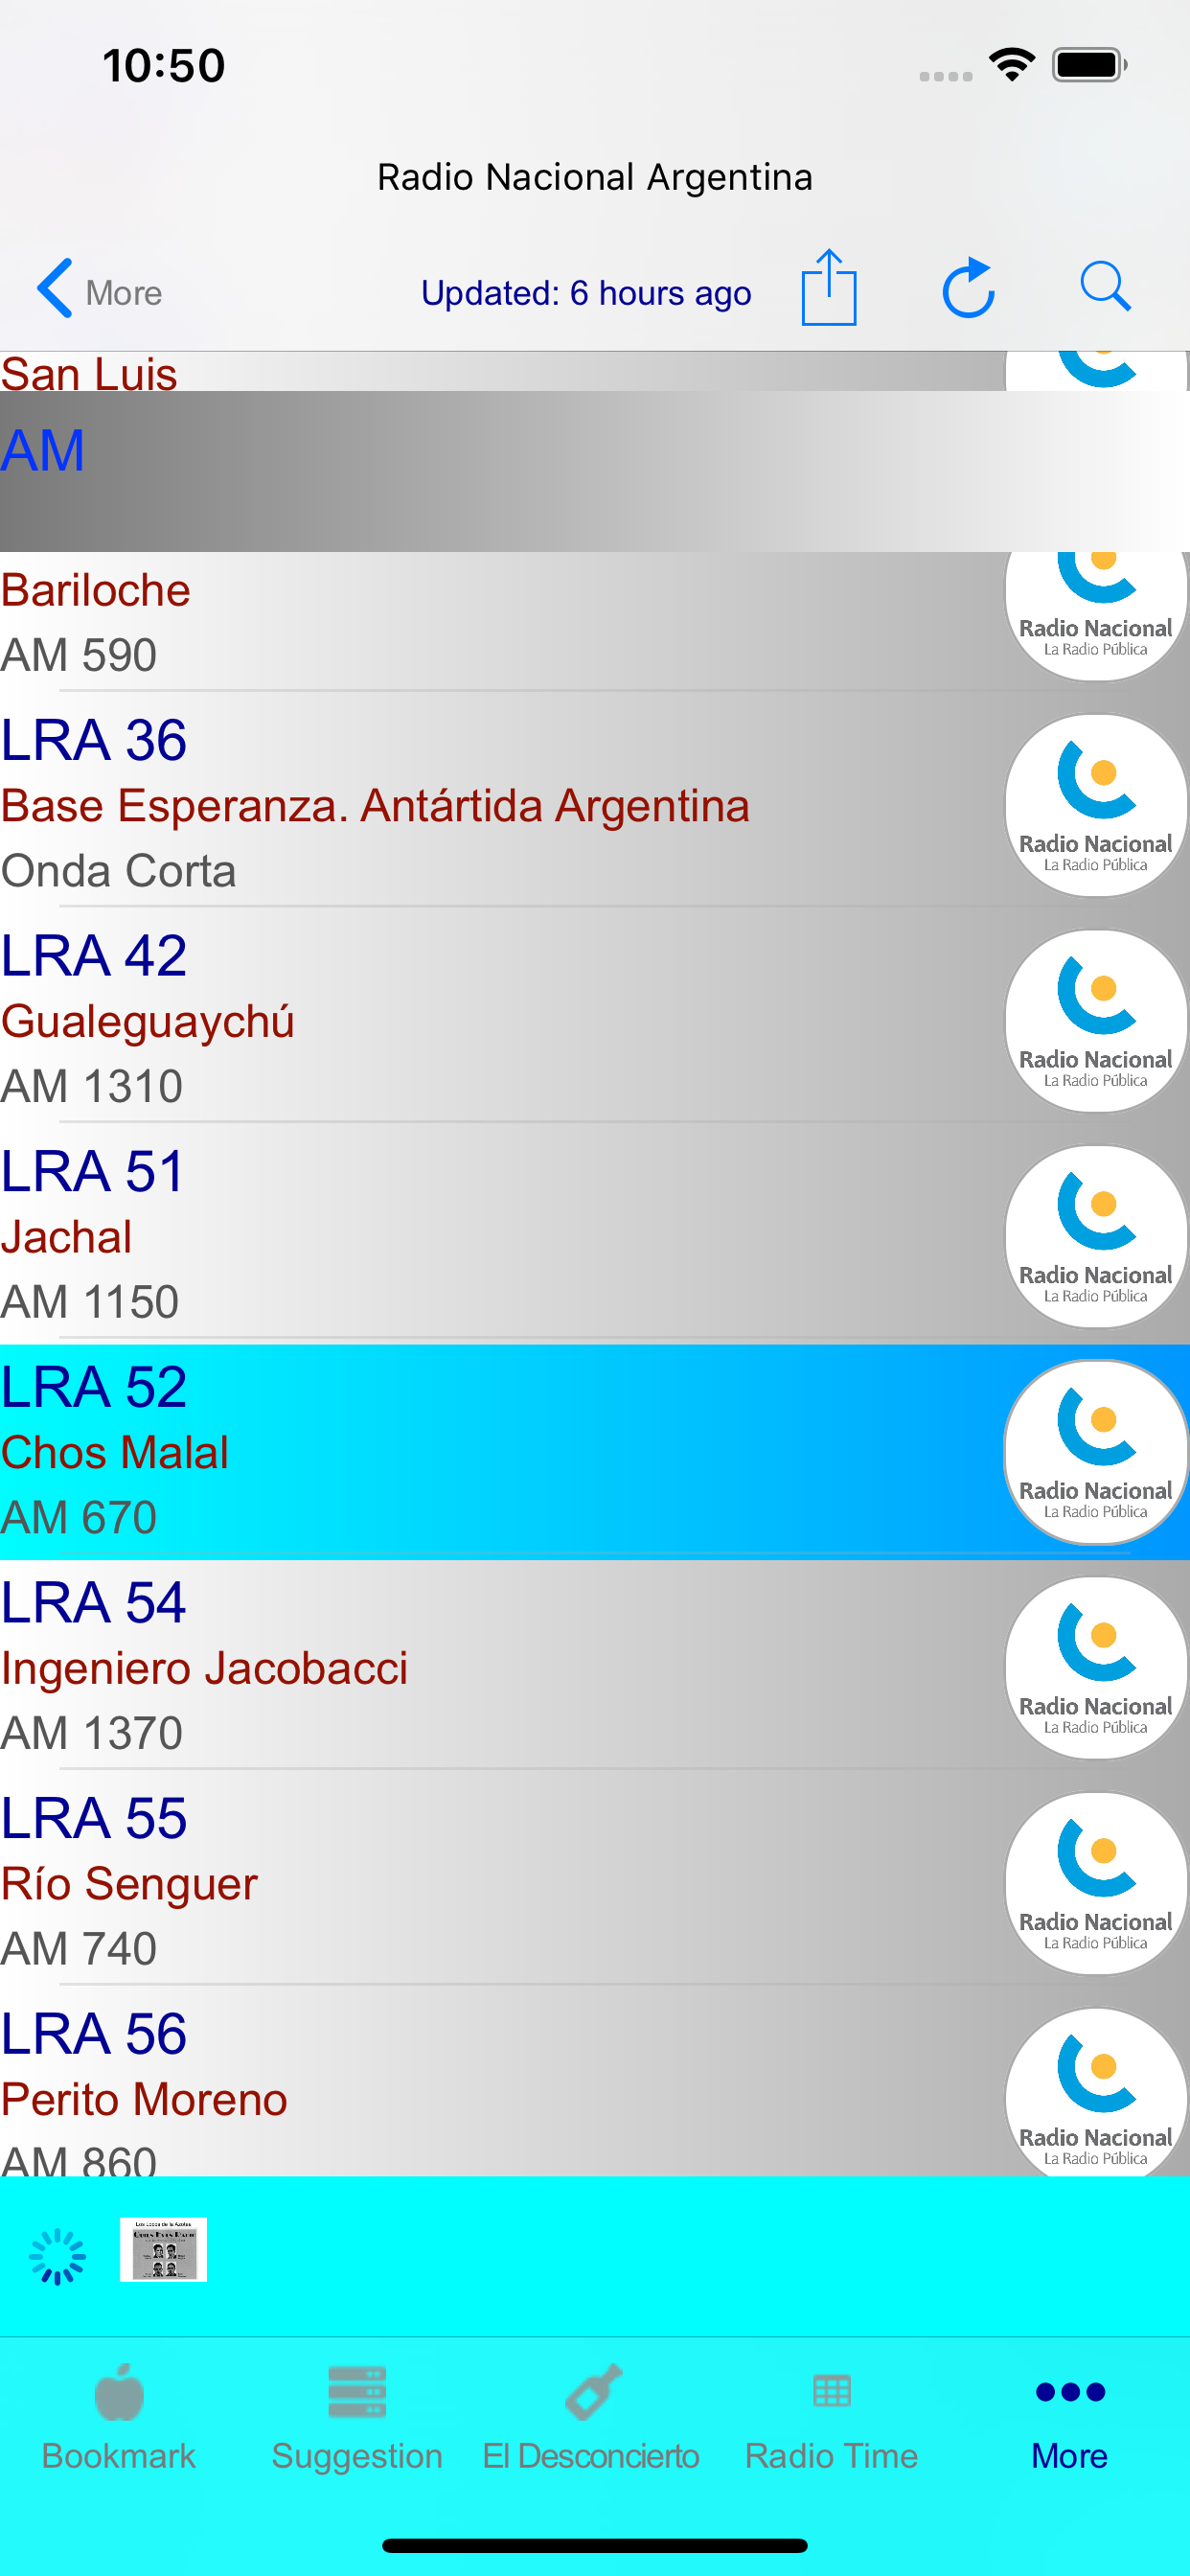 10:50
Radio Nacional Argentina
More
Updated: 6 hours ago
San Luis
AM
Bariloche
AM 590
Radio Nacional
La Radio Pública
LRA 36
Base Esperanza. Antártida Argentina
Onda Corta
Radio Nacional
La Radio Pública
LRA 42
Gualeguaychú
AM 1310
Radio Nacional
La Radio Pública
LRA 51
Jachal
AM 1150
Radio Nacional
La Radio Pública
LRA 52
Chos Malal
AM 670
Radio Nacional
La Radio Pública
LRA 54
Ingeniero Jacobacci
AM 1370
Radio Nacional
La Radio Pública
LRA 55
Río Senguer
AM 740
Radio Nacional
La Radio Pública
LRA 56
Perito Moreno
AM 860
Radio Nacional
La Radio Pública
Los Locos de la Azotea
Bookmark
Suggestion
El Desconcierto
Radio Time
More